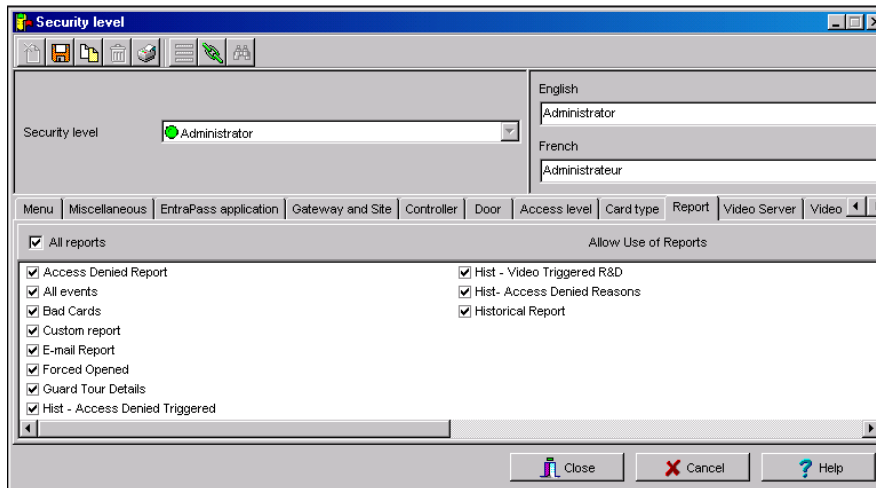 Security level
English
Administrator
Security level
Administrator
French
Administrateur
Menu Miscellaneous EntraPass application Gateway and Site Controller Door Access level Card type Report Video Server Video
All reports Allow Use of Reports
Access Denied Report
All events
Bad Cards
Custom report
E-mail Report
Forced Opened
Guard Tour Details
Hist - Access Denied Triggered
Hist - Video Triggered R&D
Hist- Access Denied Reasons
Historical Report
Close Cancel Help